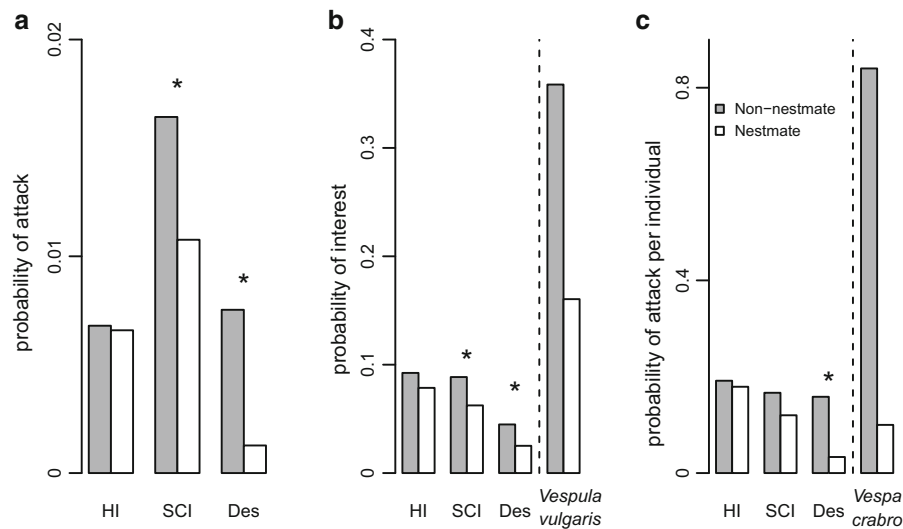 a
probability of attack
0.02
0.01
0
*
*
HI SCI Des
b
probability of interest
0.4
0.3
0.2
0.1
0
*
*
HI SCI Des Vespula
vulgaris
c
probability of attack per individual
0.8
0.4
0
Non−nestmate
Nestmate
*
HI SCI Des Vespa
crabro